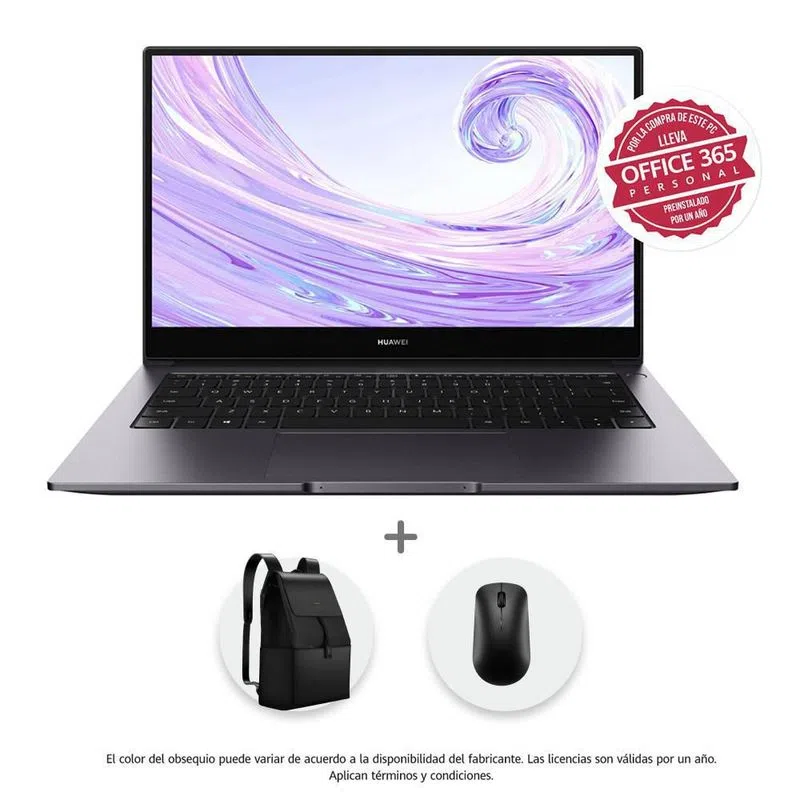 POR LA COMPRA DE ESTE PC
LLEVA
OFFICE 365
PERSONAL
PREINSTALADO
POR UN AÑO
HUAWEI
El color del obsequio puede variar de acuerdo a la disponibilidad del fabricante. Las licencias son válidas por un año.
Aplican términos y condiciones.